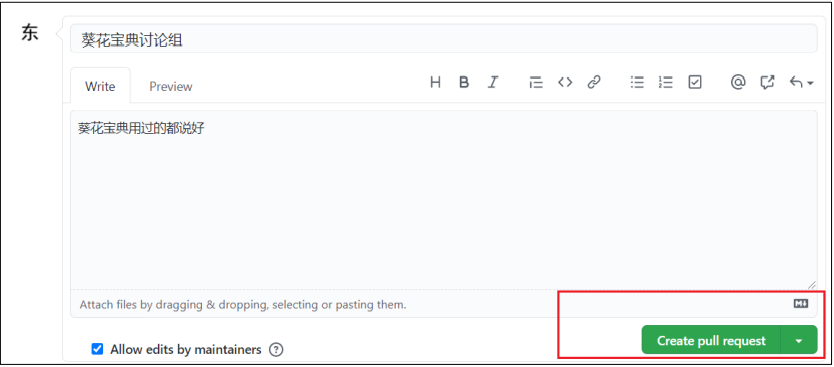 东
葵花宝典讨论组
Write Preview H B I @
葵花宝典用过的都说好
Attach files by dragging & dropping, selecting or pasting them. M
Allow edits by maintainers ? Create pull request